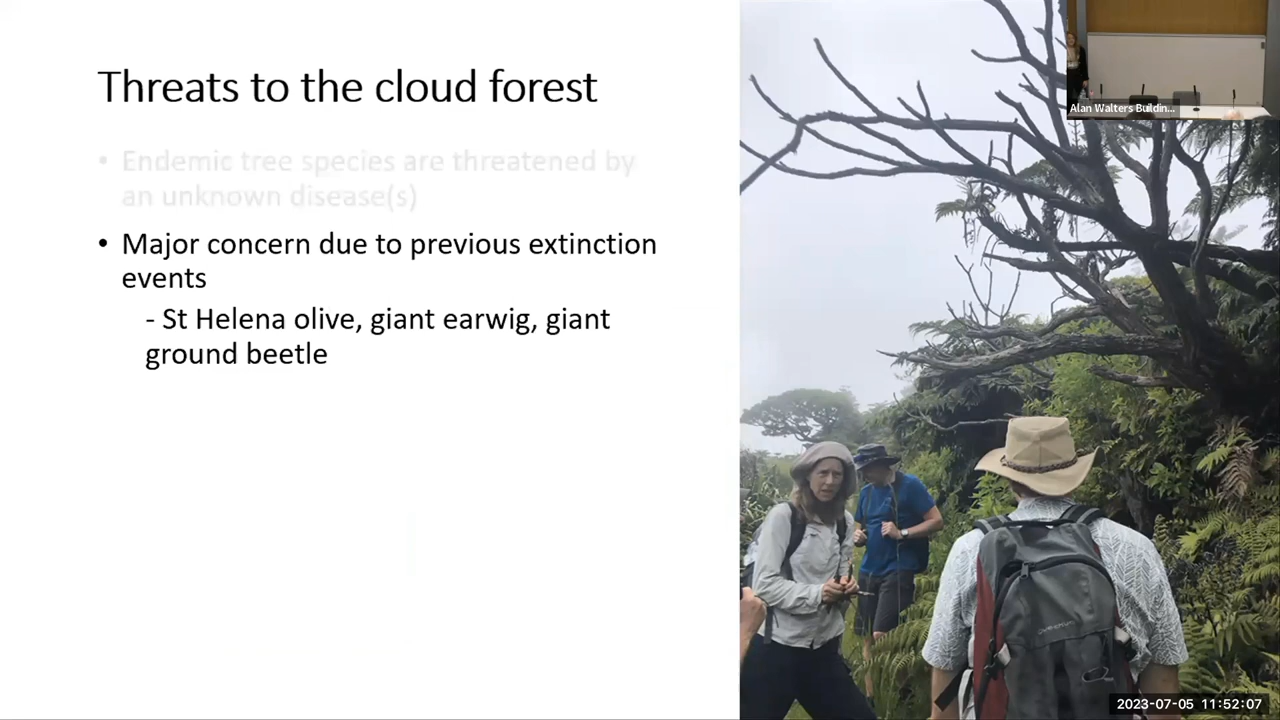 Threats to the cloud forest
• Endemic tree species are threatened by
an unknown disease(s)
• Major concern due to previous extinction
events
- St Helena olive, giant earwig, giant
ground beetle
Alan Walters Buildin...
2023-07-05 11:52:07